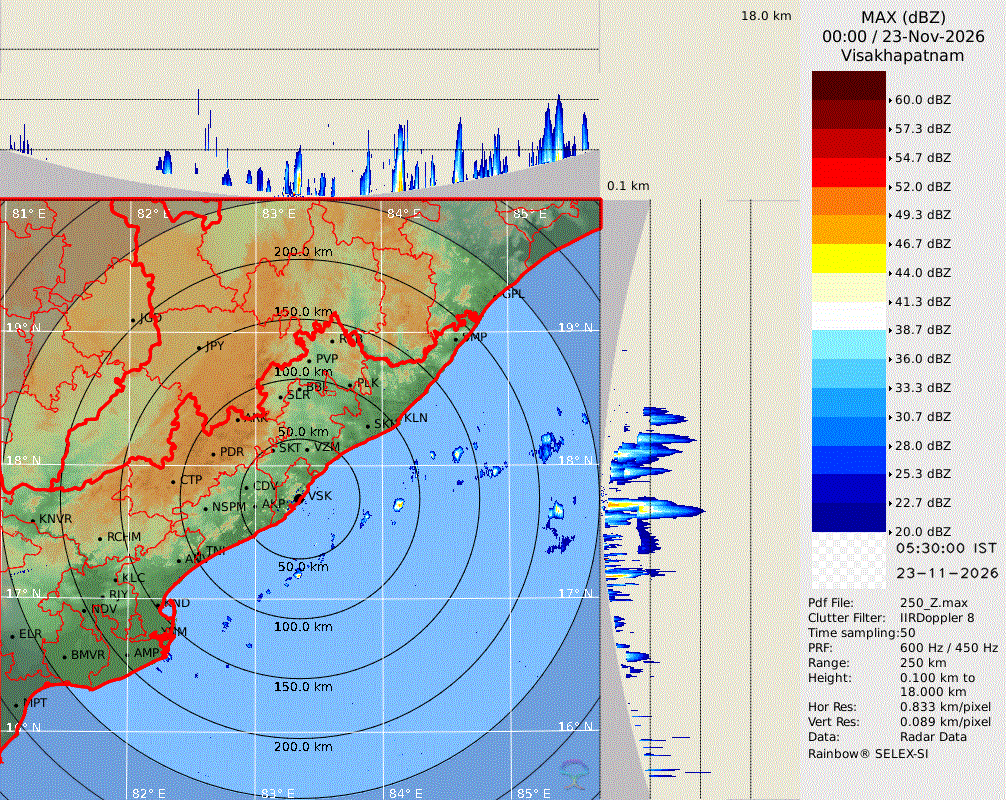 18.0 km
MAX (dBZ)
00:00 / 23-Nov-2026
Visakhapatnam
60.0 dBZ
57.3 dBZ
54.7 dBZ
52.0 dBZ
49.3 dBZ
46.7 dBZ
44.0 dBZ
41.3 dBZ
38.7 dBZ
36.0 dBZ
33.3 dBZ
30.7 dBZ
28.0 dBZ
25.3 dBZ
22.7 dBZ
20.0 dBZ
0.1 km
81° E 82° E 83° E 84° E 85° E
200.0 km
GPL
150.0 km
JGD
19° N 19° N
SMP
JPY
PVP
100.0 km
BBL PLK
SLR
ARK KLN
50.0 km
SKT VZM
PDR
18° N 18° N
CTP
CDV
VSK
NSPM AKP
KNVR
RCHM
TNI
50.0 km
KLC
RJY
17° N 17° N
NDV KND
100.0 km
ELR
BMVR AMP
150.0 km
MPT
16° N 16° N
200.0 km
82° E 83° E 84° E 85° E
05:30:00 IST
23-11-2026
Pdf File: 250_Z.max
Clutter Filter: IIRDoppler 8
Time sampling:50
PRF: 600 Hz / 450 Hz
Range: 250 km
Height: 0.100 km to
18.000 km
Hor Res: 0.833 km/pixel
Vert Res: 0.089 km/pixel
Data: Radar Data
Rainbow® SELEX-SI